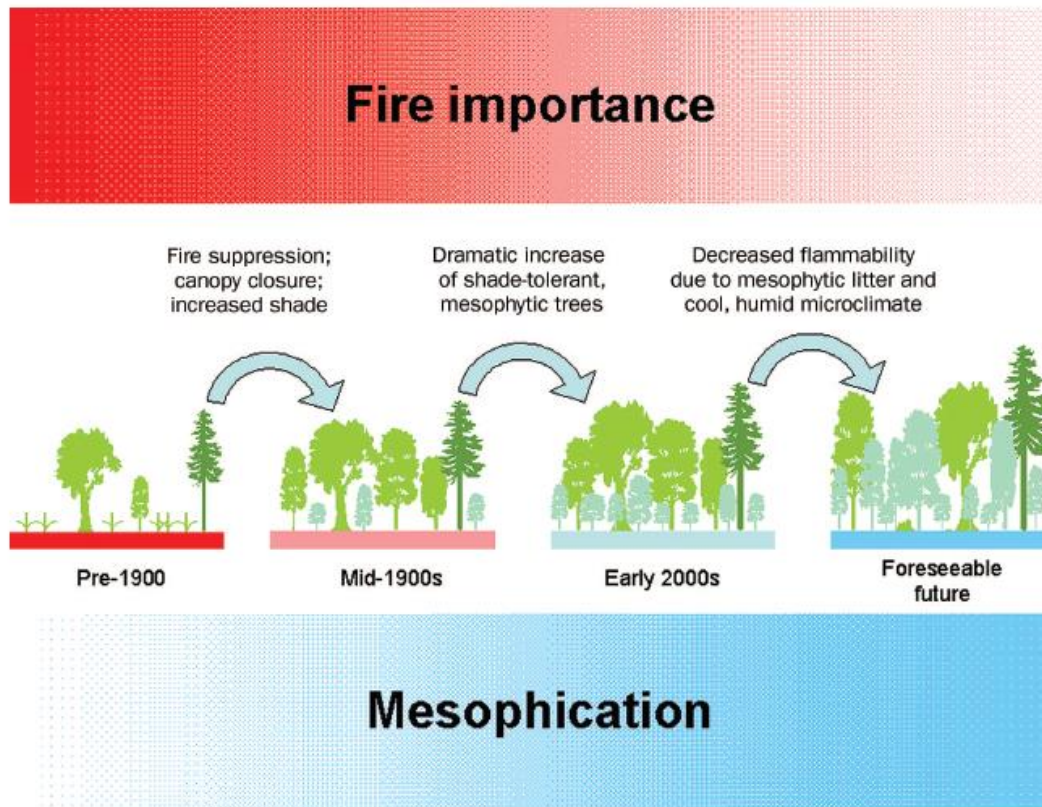 Fire importance
Fire suppression;
canopy closure;
increased shade
Dramatic increase
of shade-tolerant,
mesophytic trees
Decreased flammability
due to mesophytic litter and
cool, humid microclimate
Pre-1900
Mid-1900s
Early 2000s
Foreseeable
future
Mesophication